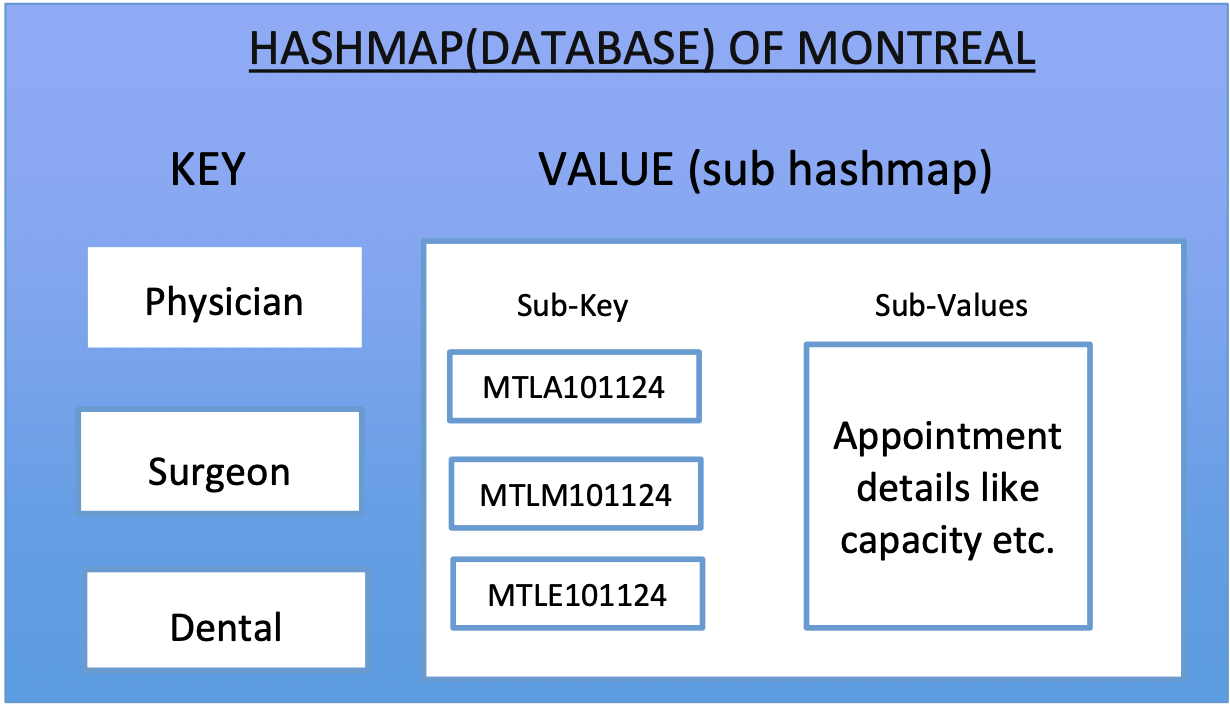 HASHMAP(DATABASE) OF MONTREAL
KEY
VALUE (sub hashmap)
Physician
Surgeon
Dental
Sub-Key
Sub-Values
MTLA101124
MTLM101124
MTLE101124
Appointment
details like
capacity etc.